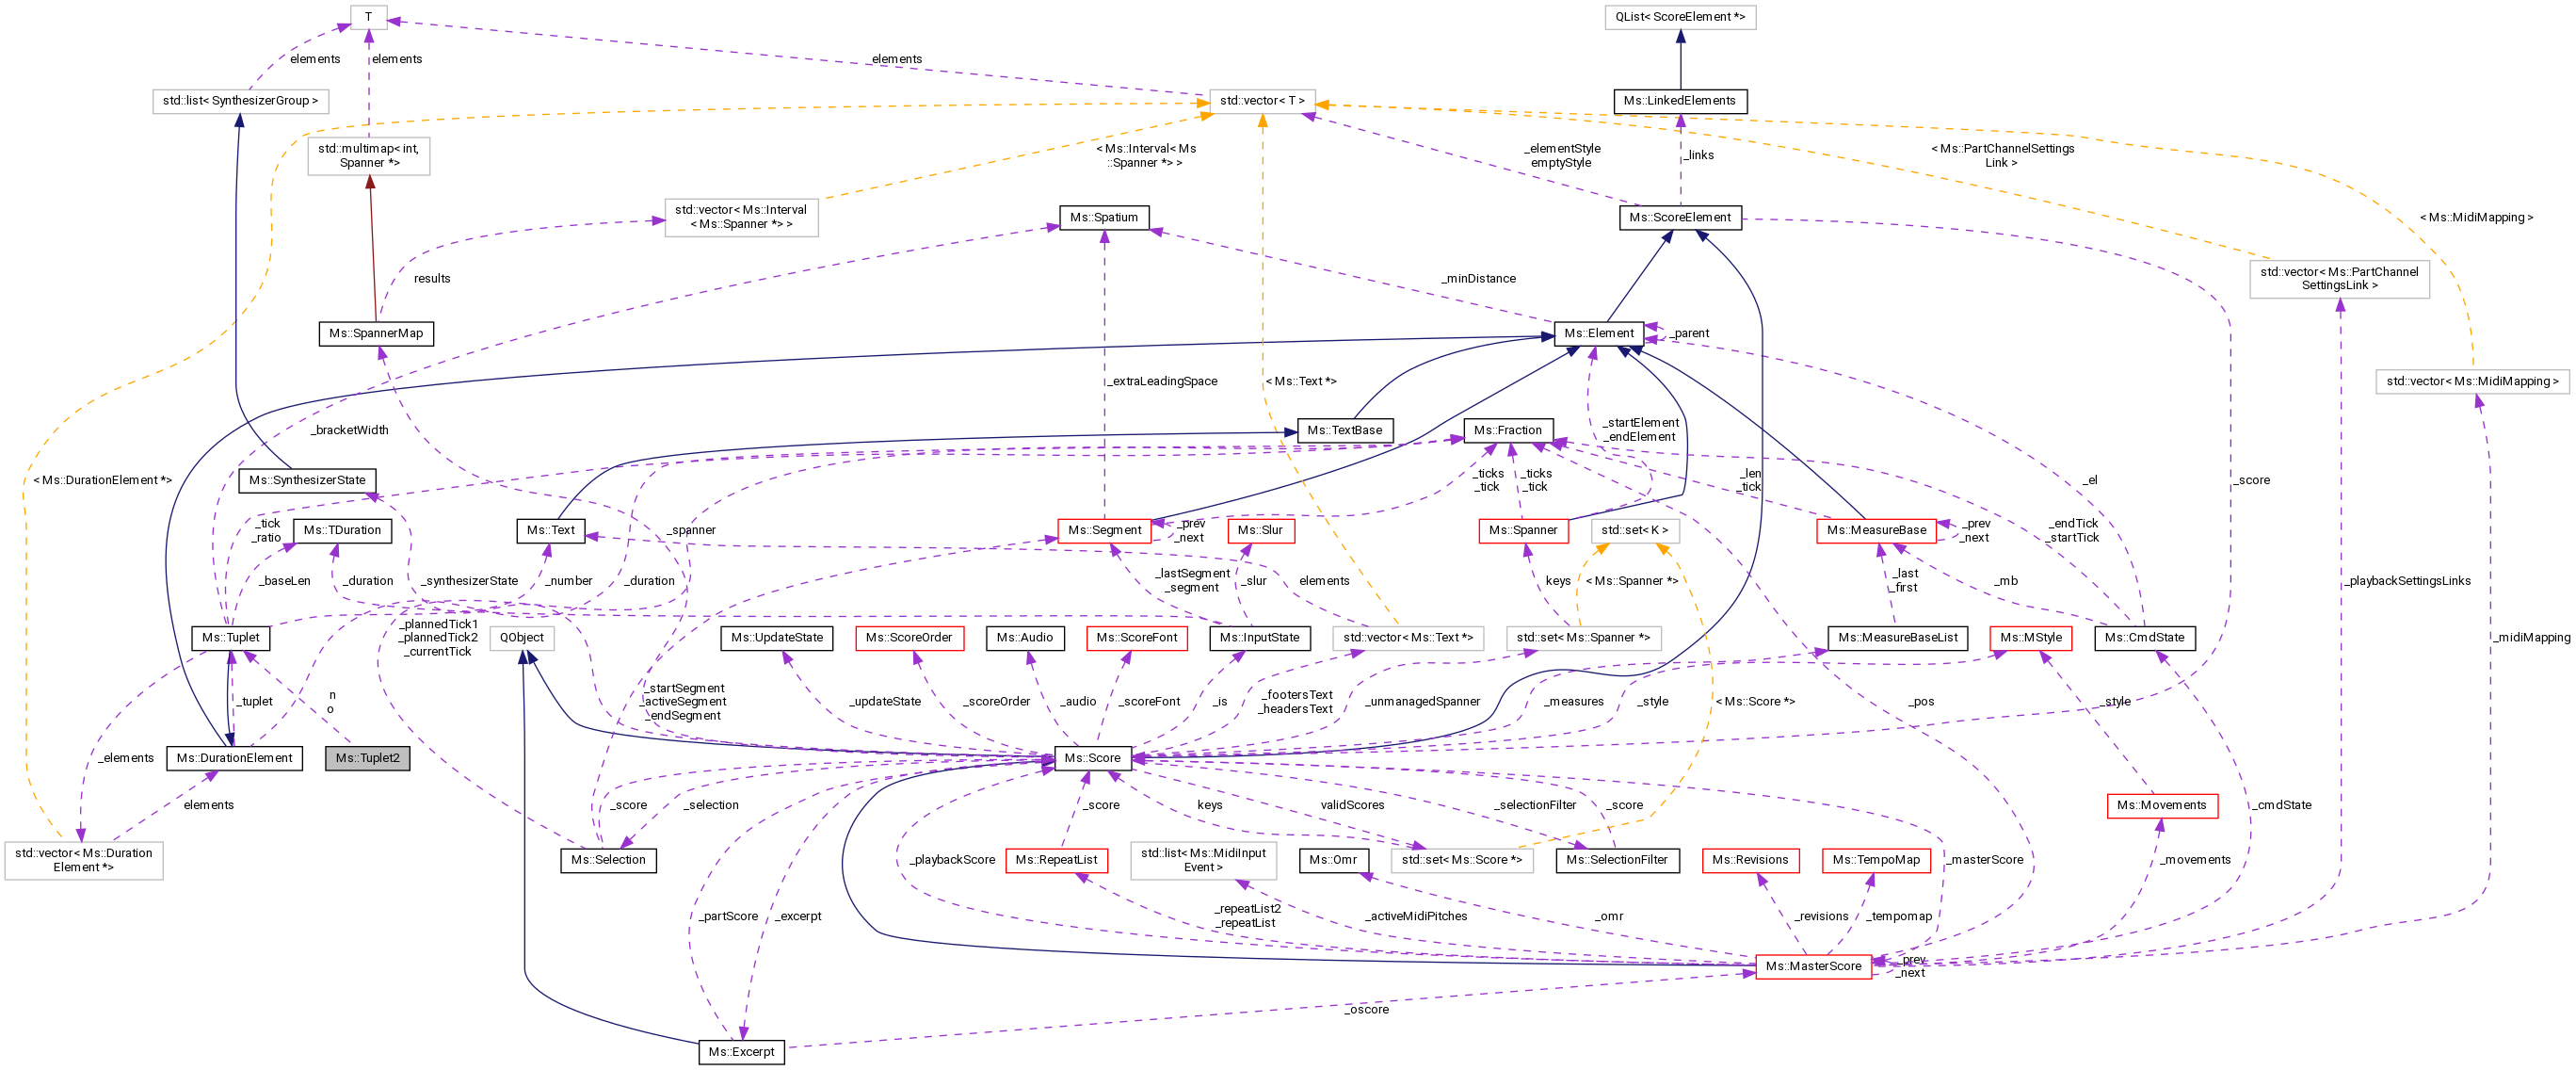 T
QList< ScoreElement *>
elements
elements
elements
std::list< SynthesizerGroup >
std::vector< T >
Ms::LinkedElements
std::multimap< int,
Spanner *>
< Ms::Interval< Ms
::Spanner *> >
_elementStyle
emptyStyle
_links
< Ms::PartChannelSettings
Link >
std::vector< Ms::Interval
< Ms::Spanner *> >
Ms::Spatium
Ms::ScoreElement
< Ms::MidiMapping >
results
_minDistance
std::vector< Ms::PartChannel
SettingsLink >
Ms::SpannerMap
Ms::Element
_parent
_extraLeadingSpace
< Ms::Text *>
std::vector< Ms::MidiMapping >
_bracketWidth
Ms::TextBase
Ms::Fraction
_startElement
_endElement
< Ms::DurationElement *>
Ms::SynthesizerState
_ticks
_tick
_ticks
_tick
_len
_tick
_el
_score
_tick
_ratio
Ms::TDuration
Ms::Text
_spanner
Ms::Segment
_prev
_next
Ms::Slur
Ms::Spanner
std::set< K >
Ms::MeasureBase
_prev
_next
_endTick
_startTick
_baseLen
_duration
_synthesizerState
_number
_duration
_lastSegment
_segment
_slur
elements
keys
< Ms::Spanner *>
_last
_first
_mb
_playbackSettingsLinks
Ms::Tuplet
_plannedTick1
_plannedTick2
_currentTick
QObject
Ms::UpdateState
Ms::ScoreOrder
Ms::Audio
Ms::ScoreFont
Ms::InputState
std::vector< Ms::Text *>
std::set< Ms::Spanner *>
Ms::MeasureBaseList
Ms::MStyle
Ms::CmdState
_midiMapping
_tuplet
n
o
_startSegment
_activeSegment
_endSegment
_updateState
_scoreOrder
_audio
_scoreFont
_is
_footersText
_headersText
_unmanagedSpanner
_measures
_style
< Ms::Score *>
_pos
_style
_elements
Ms::DurationElement
Ms::Tuplet2
Ms::Score
elements
_score
_selection
keys
validScores
_selectionFilter
_score
Ms::Movements
_cmdState
_score
std::vector< Ms::Duration
Element *>
Ms::Selection
_playbackScore
Ms::RepeatList
std::list< Ms::MidiInput
Event >
Ms::Omr
std::set< Ms::Score *>
Ms::SelectionFilter
Ms::Revisions
Ms::TempoMap
_masterScore
_movements
_partScore
_excerpt
_repeatList2
_repeatList
_activeMidiPitches
_omr
_revisions
_tempomap
Ms::MasterScore
_prev
_next
_oscore
Ms::Excerpt